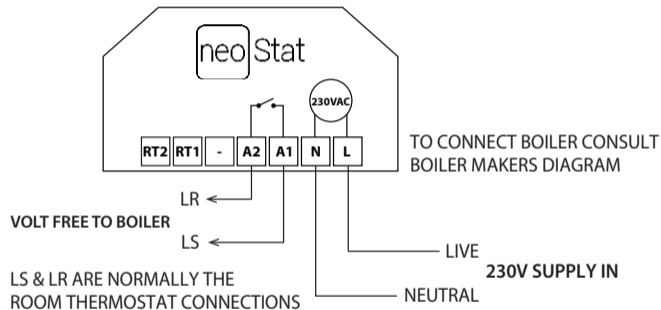 neo Stat
230VAC
RT2 RT1 - A2 A1 N L
TO CONNECT BOILER CONSULT
BOILER MAKERS DIAGRAM
LR
VOLT FREE TO BOILER
LS
LIVE
230V SUPPLY IN
NEUTRAL
LS & LR ARE NORMALLY THE
ROOM THERMOSTAT CONNECTIONS